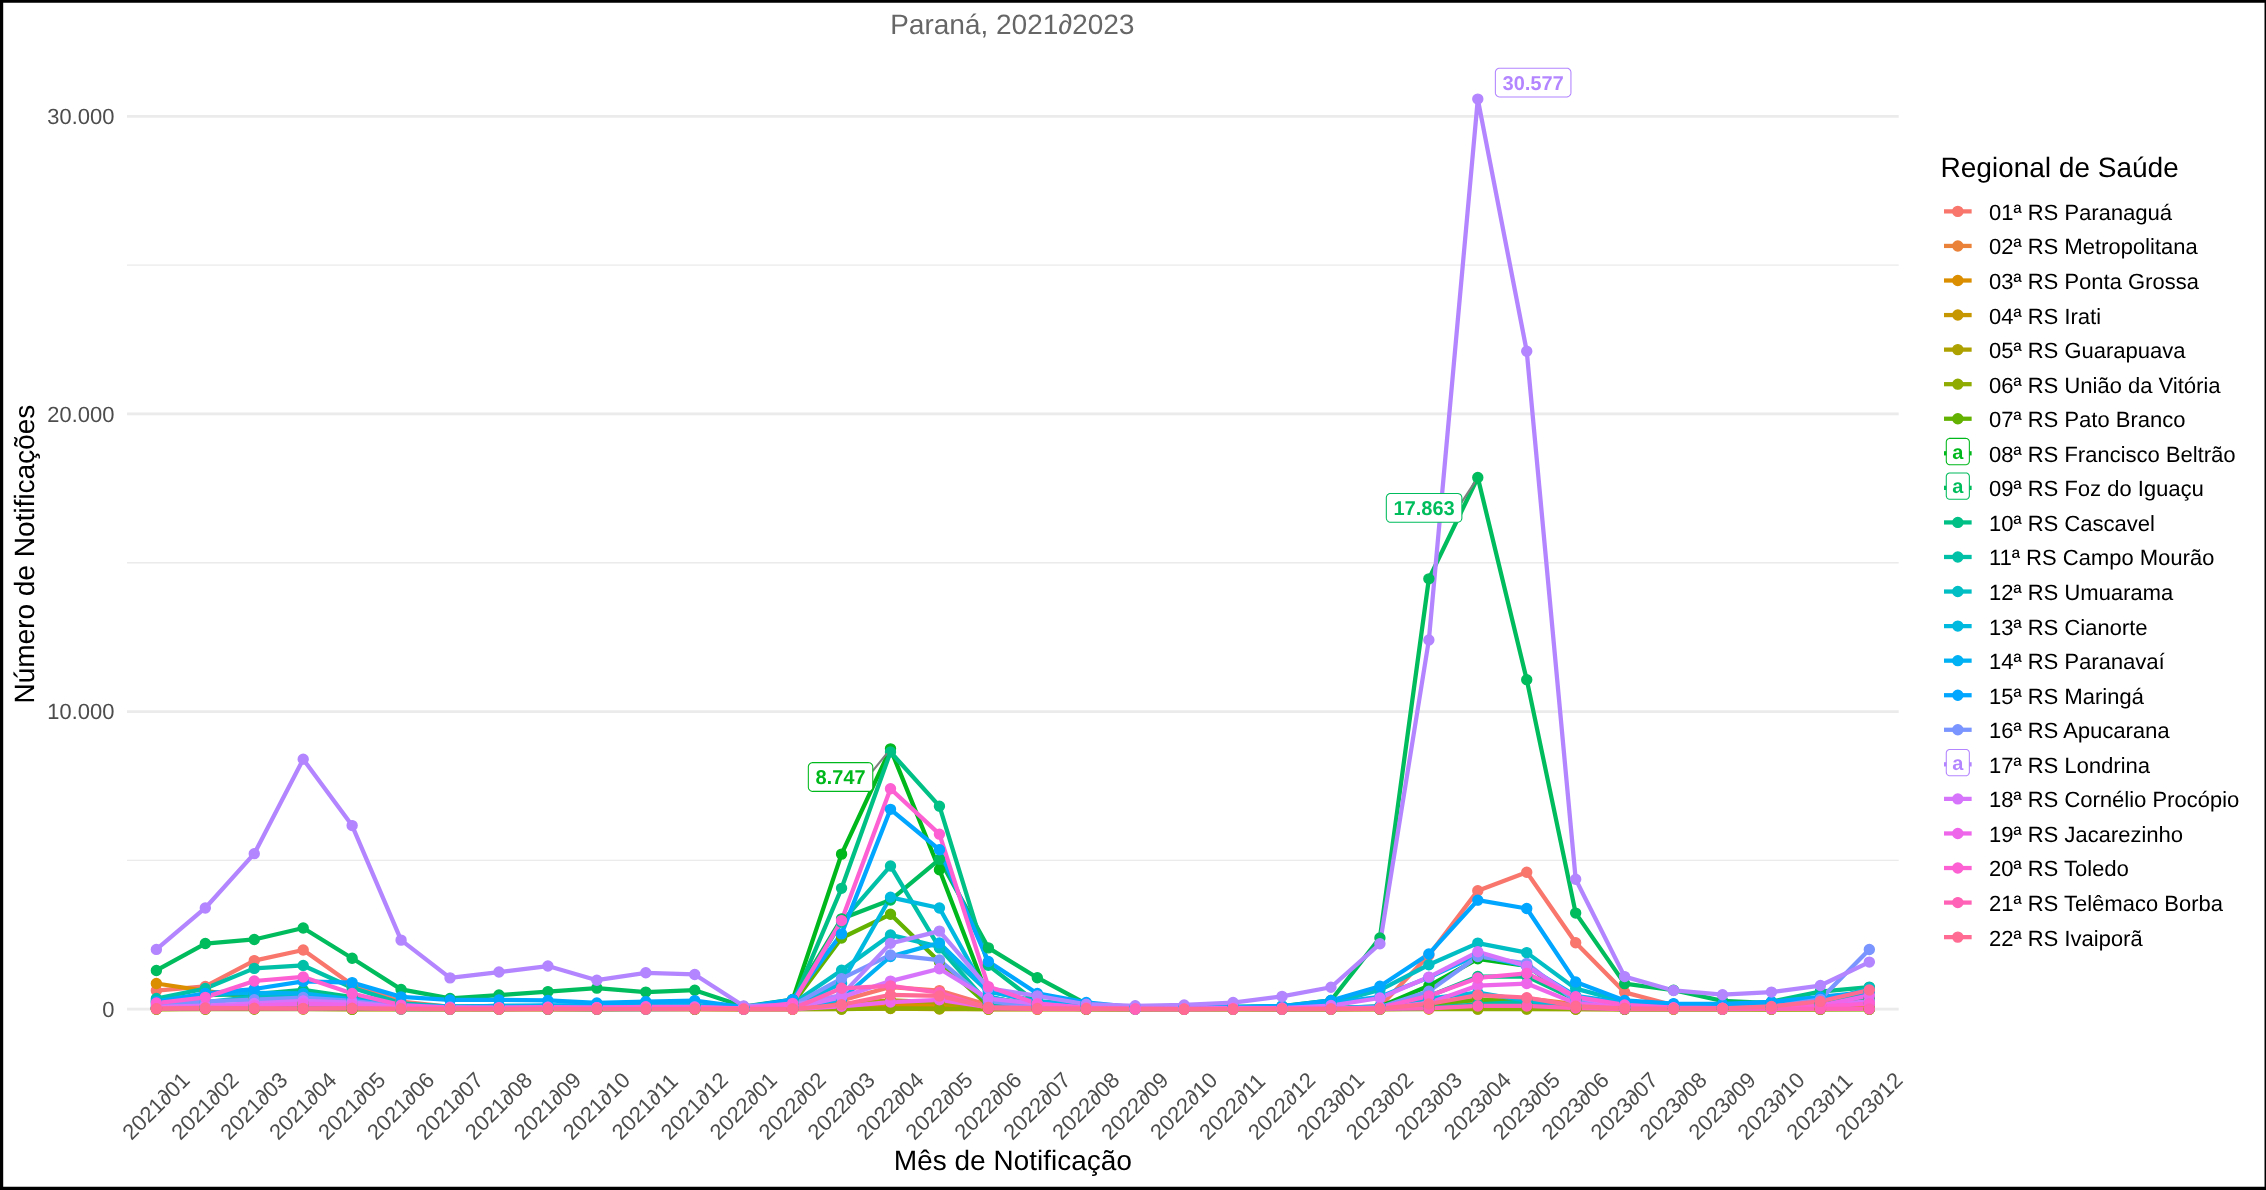 Paraná, 2021∂2023
30.577
30.000
17.863
20.000
8.747
10.000
0
Número de Notificações
Regional de Saúde
01ª RS Paranaguá
02ª RS Metropolitana
03ª RS Ponta Grossa
04ª RS Irati
05ª RS Guarapuava
06ª RS União da Vitória
07ª RS Pato Branco
a 08ª RS Francisco Beltrão
a 09ª RS Foz do Iguaçu
10ª RS Cascavel
11ª RS Campo Mourão
12ª RS Umuarama
13ª RS Cianorte
14ª RS Paranavaí
15ª RS Maringá
16ª RS Apucarana
a 17ª RS Londrina
18ª RS Cornélio Procópio
19ª RS Jacarezinho
20ª RS Toledo
21ª RS Telêmaco Borba
22ª RS Ivaiporã
2021∂01
2021∂02
2021∂03
2021∂04
2021∂05
2021∂06
2021∂07
2021∂08
2021∂09
2021∂10
2021∂11
2021∂12
2022∂01
2022∂02
2022∂03
2022∂04
2022∂05
2022∂06
2022∂07
2022∂08
2022∂09
2022∂10
2022∂11
2022∂12
2023∂01
2023∂02
2023∂03
2023∂04
2023∂05
2023∂06
2023∂07
2023∂08
2023∂09
2023∂10
2023∂11
2023∂12
Mês de Notificação